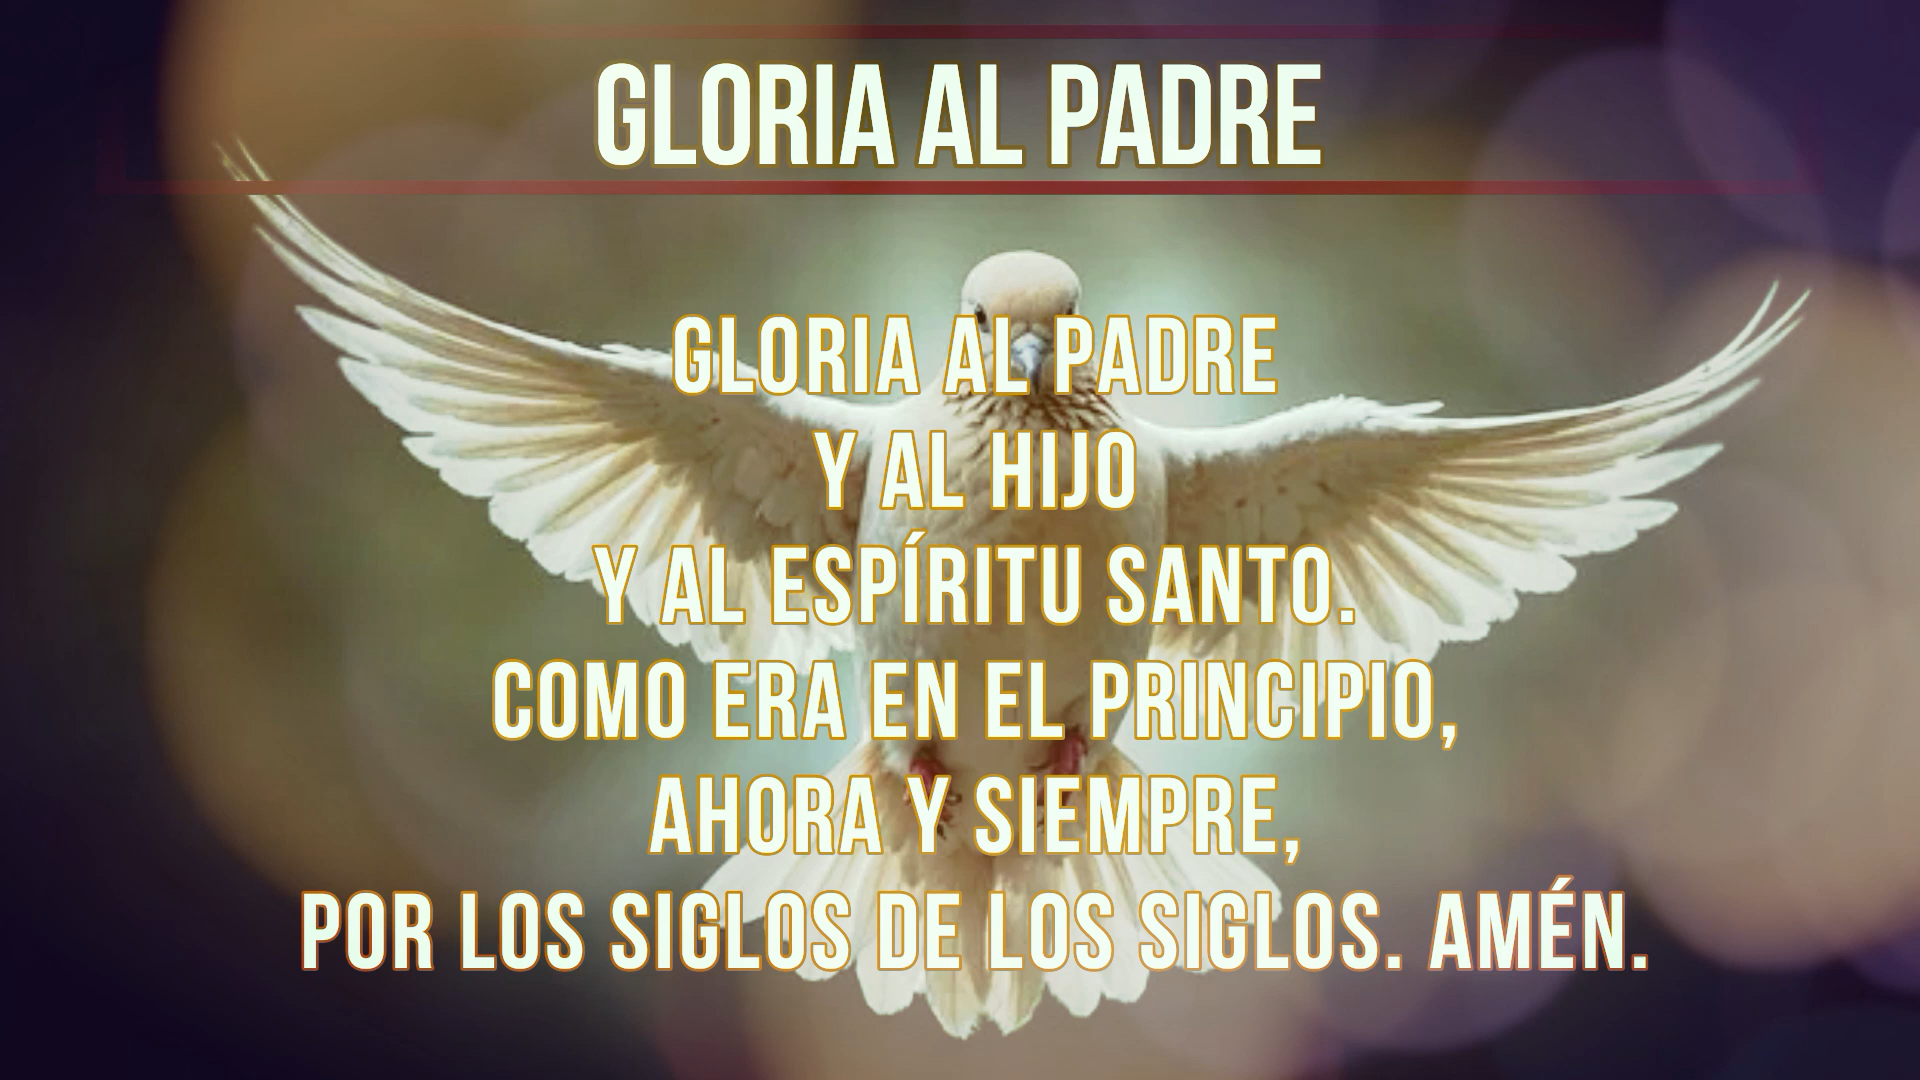 GLORIA AL PADRE
GLORIA AL PADRE
Y AL HIJO
Y AL ESPÍRITU SANTO.
COMO ERA EN EL PRINCIPIO,
AHORA Y SIEMPRE,
POR LOS SIGLOS DE LOS SIGLOS. AMÉN.